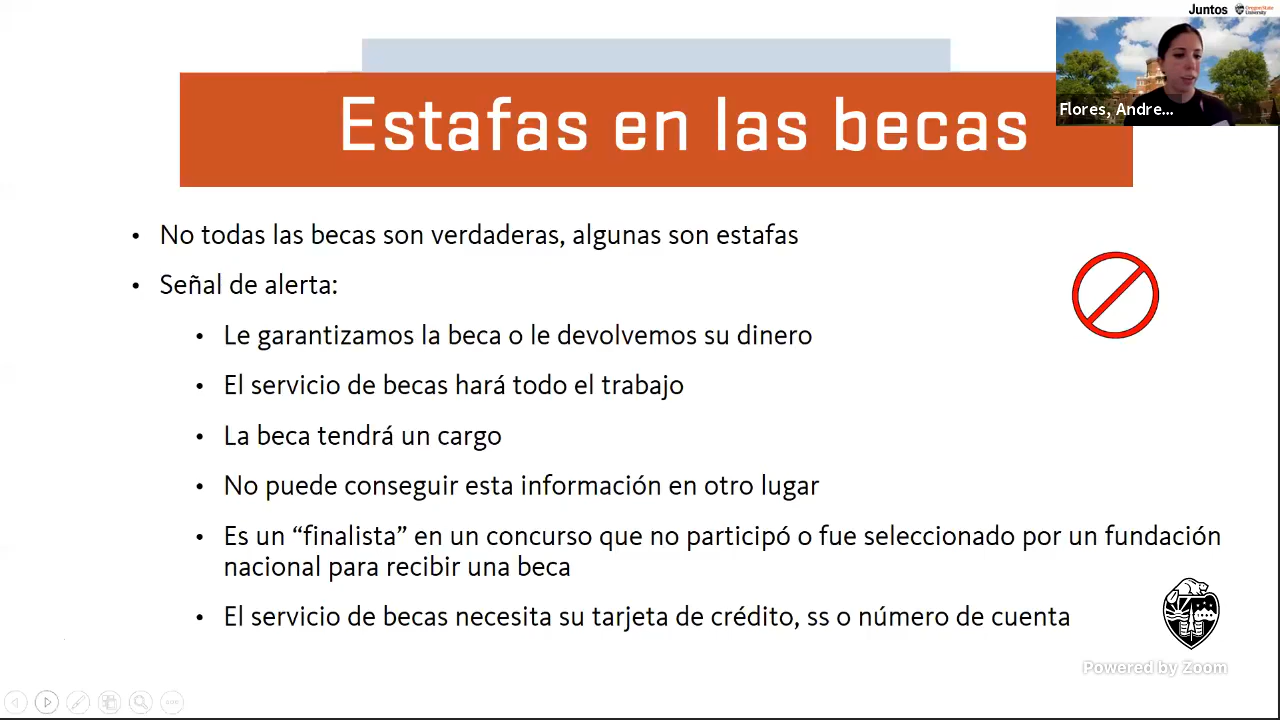 Juntos
Oregon State
University
Flores, Andre...
Estafas en las becas
• No todas las becas son verdaderas, algunas son estafas
• Señal de alerta:
• Le garantizamos la beca o le devolvemos su dinero
• El servicio de becas hará todo el trabajo
• La beca tendrá un cargo
• No puede conseguir esta información en otro lugar
• Es un “finalista” en un concurso que no participó o fue seleccionado por un fundación
nacional para recibir una beca
• El servicio de becas necesita su tarjeta de crédito, ss o número de cuenta
Powered by Zoom